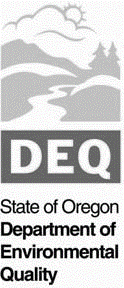 DEQ
State of Oregon
Department of
Environmental
Quality